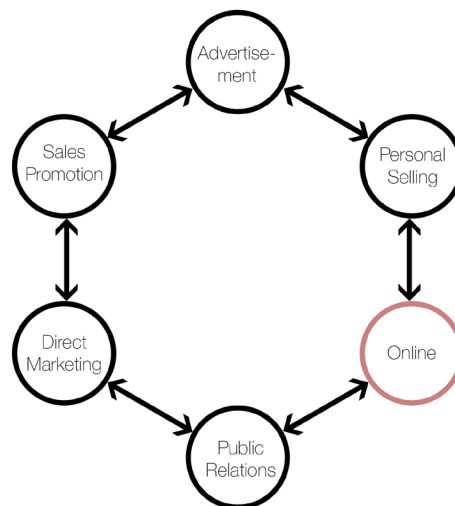 Advertise-
ment
Sales
Promotion
Personal
Selling
Direct
Marketing
Online
Public
Relations